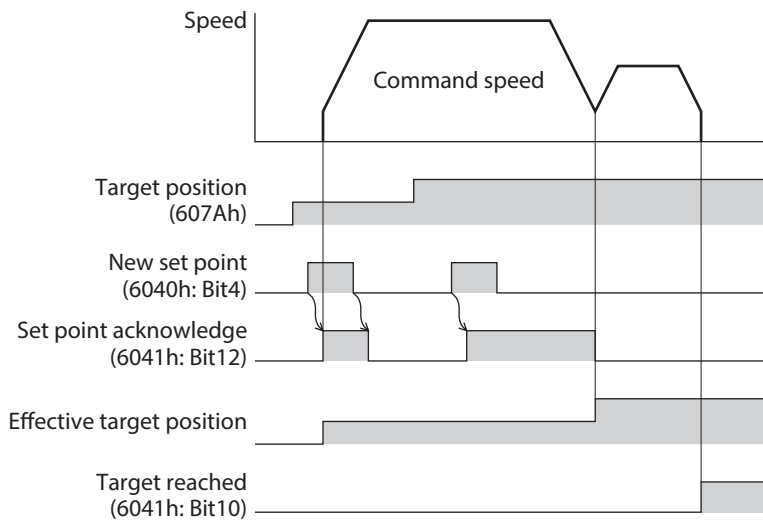 Speed
Command speed
Target position
(607Ah)
New set point
(6040h: Bit4)
Set point acknowledge
(6041h: Bit12)
Effective target position
Target reached
(6041h: Bit10)